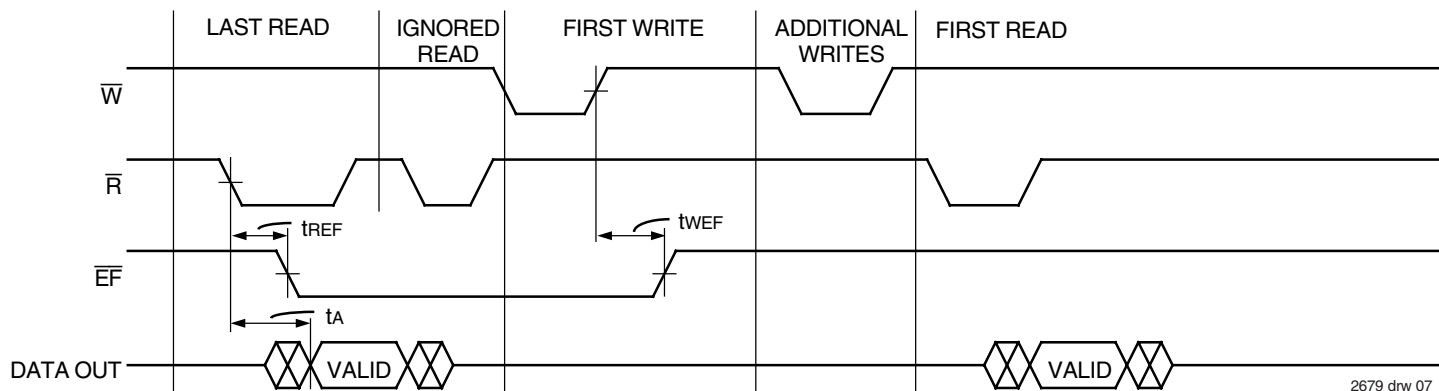 LAST READ
IGNORED
READ
FIRST WRITE
ADDITIONAL
WRITES
FIRST READ
W
R
tREF
tWEF
EF
tA
DATA OUT
VALID
VALID
2679 drw 07